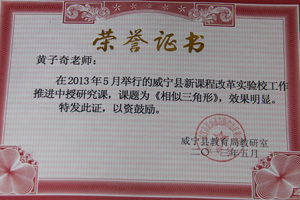 荣誉证书
黄子奇老师:
在2013年5月举行的威宁县新课程改革实验校工作
推进中授研究课,课题为《相似三角形》,效果明显。
特发此证,以资鼓励。
威宁县教育局教研室
二〇一三年五月